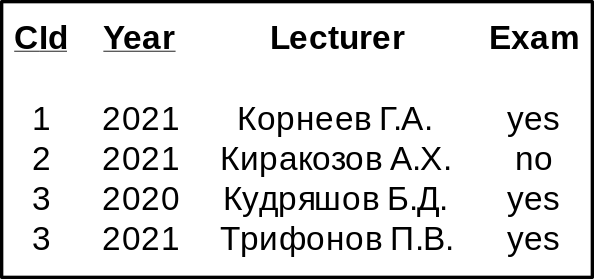 CId Year Lecturer Exam
1 2021 Корнеев Г.А. yes
2 2021 Киракозов А.Х. no
3 2020 Кудряшов Б.Д. yes
3 2021 Трифонов П.В. yes